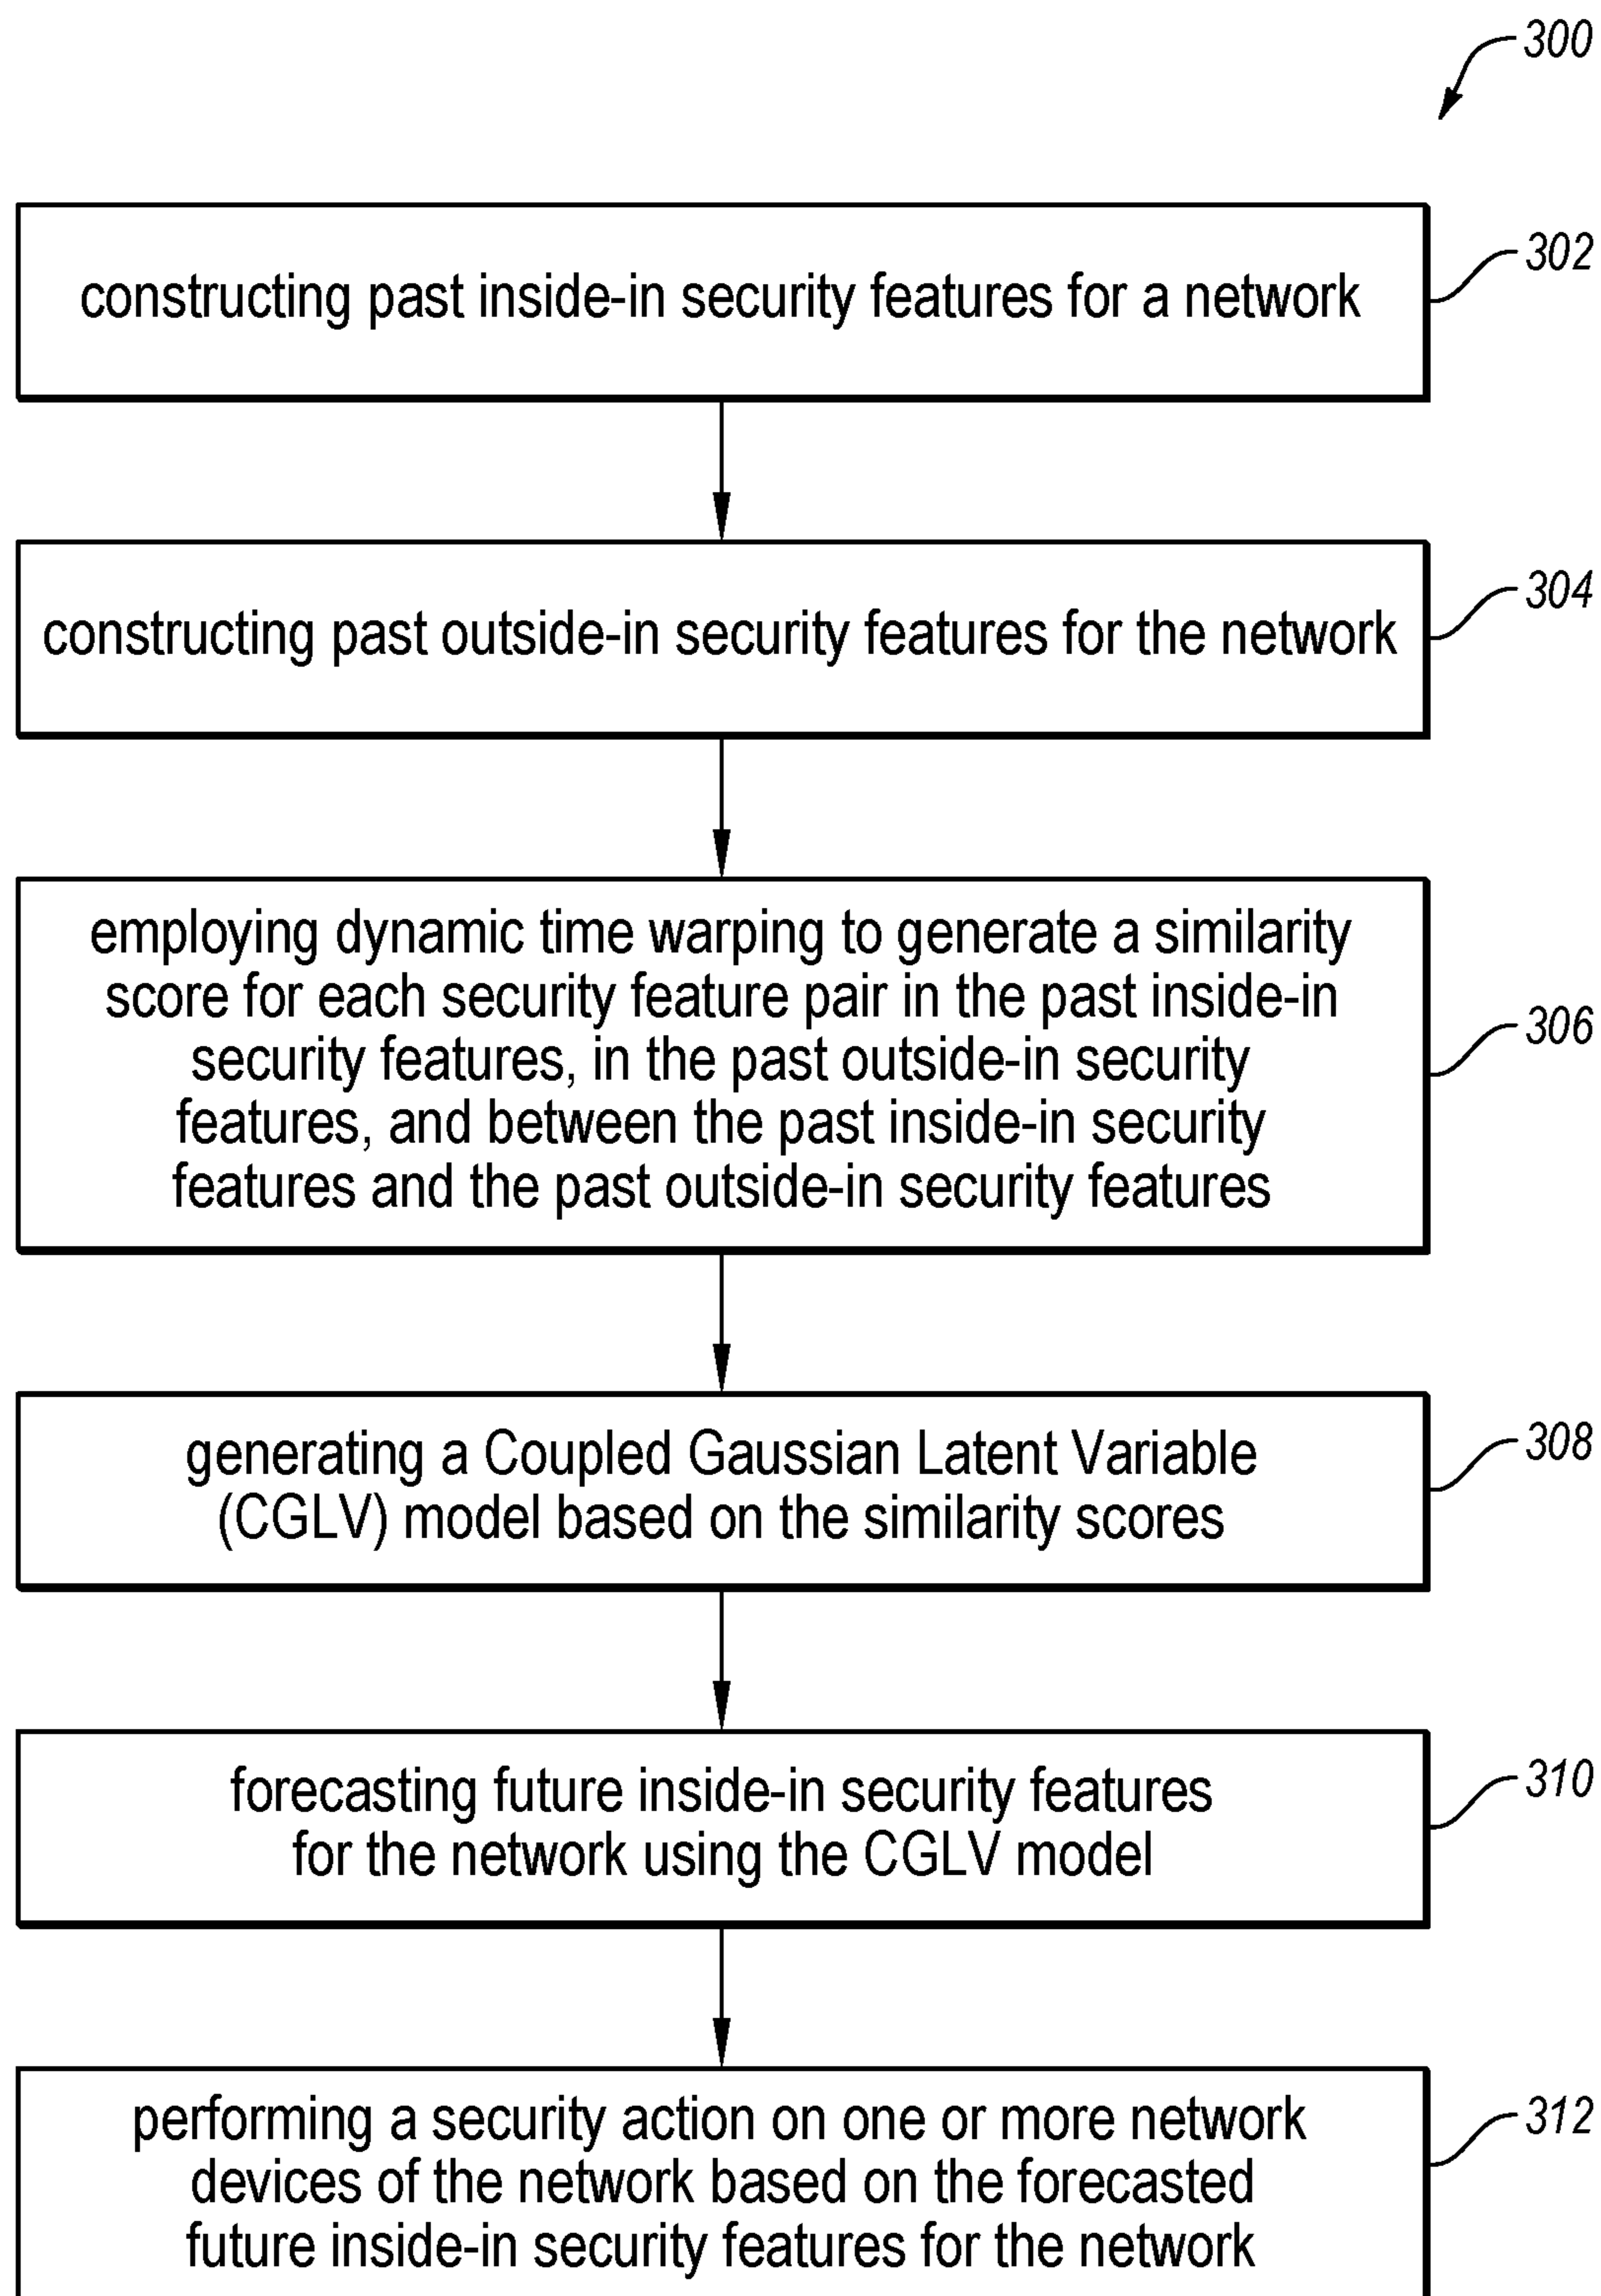 300
constructing past inside-in security features for a network
302
constructing past outside-in security features for the network
304
employing dynamic time warping to generate a similarity
score for each security feature pair in the past inside-in
security features, in the past outside-in security
features, and between the past inside-in security
features and the past outside-in security features
306
generating a Coupled Gaussian Latent Variable
(CGLV) model based on the similarity scores
308
forecasting future inside-in security features
for the network using the CGLV model
310
performing a security action on one or more network
devices of the network based on the forecasted
future inside-in security features for the network
312